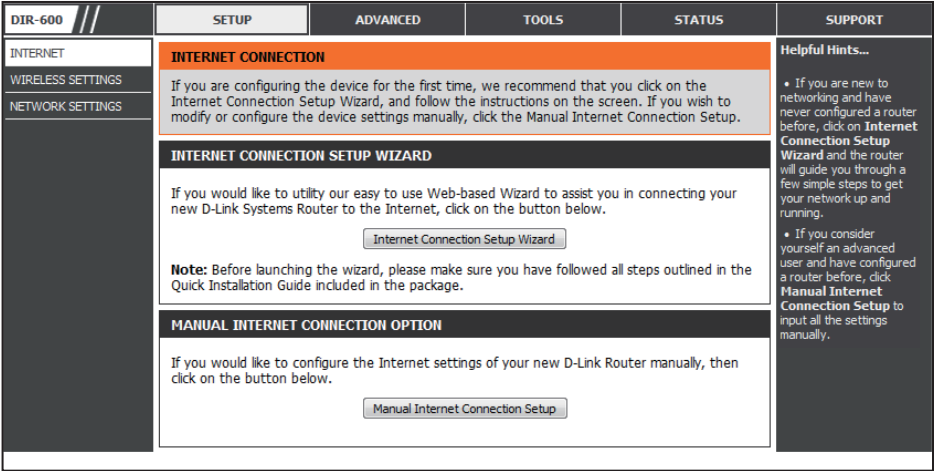 DIR-600
SETUP
ADVANCED
TOOLS
STATUS
SUPPORT
INTERNET
WIRELESS SETTINGS
NETWORK SETTINGS
INTERNET CONNECTION
If you are configuring the device for the first time, we recommend that you click on the
Internet Connection Setup Wizard, and follow the instructions on the screen. If you wish to
modify or configure the device settings manually, click the Manual Internet Connection Setup.
INTERNET CONNECTION SETUP WIZARD
If you would like to utility our easy to use Web-based Wizard to assist you in connecting your
new D-Link Systems Router to the Internet, click on the button below.
Internet Connection Setup Wizard
Note: Before launching the wizard, please make sure you have followed all steps outlined in the
Quick Installation Guide included in the package.
MANUAL INTERNET CONNECTION OPTION
If you would like to configure the Internet settings of your new D-Link Router manually, then
click on the button below.
Manual Internet Connection Setup
Helpful Hints...
• If you are new to
networking and have
never configured a router
before, click on Internet
Connection Setup
Wizard and the router
will guide you through a
few simple steps to get
your network up and
running.
• If you consider
yourself an advanced
user and have configured
a router before, click
Manual Internet
Connection Setup to
input all the settings
manually.